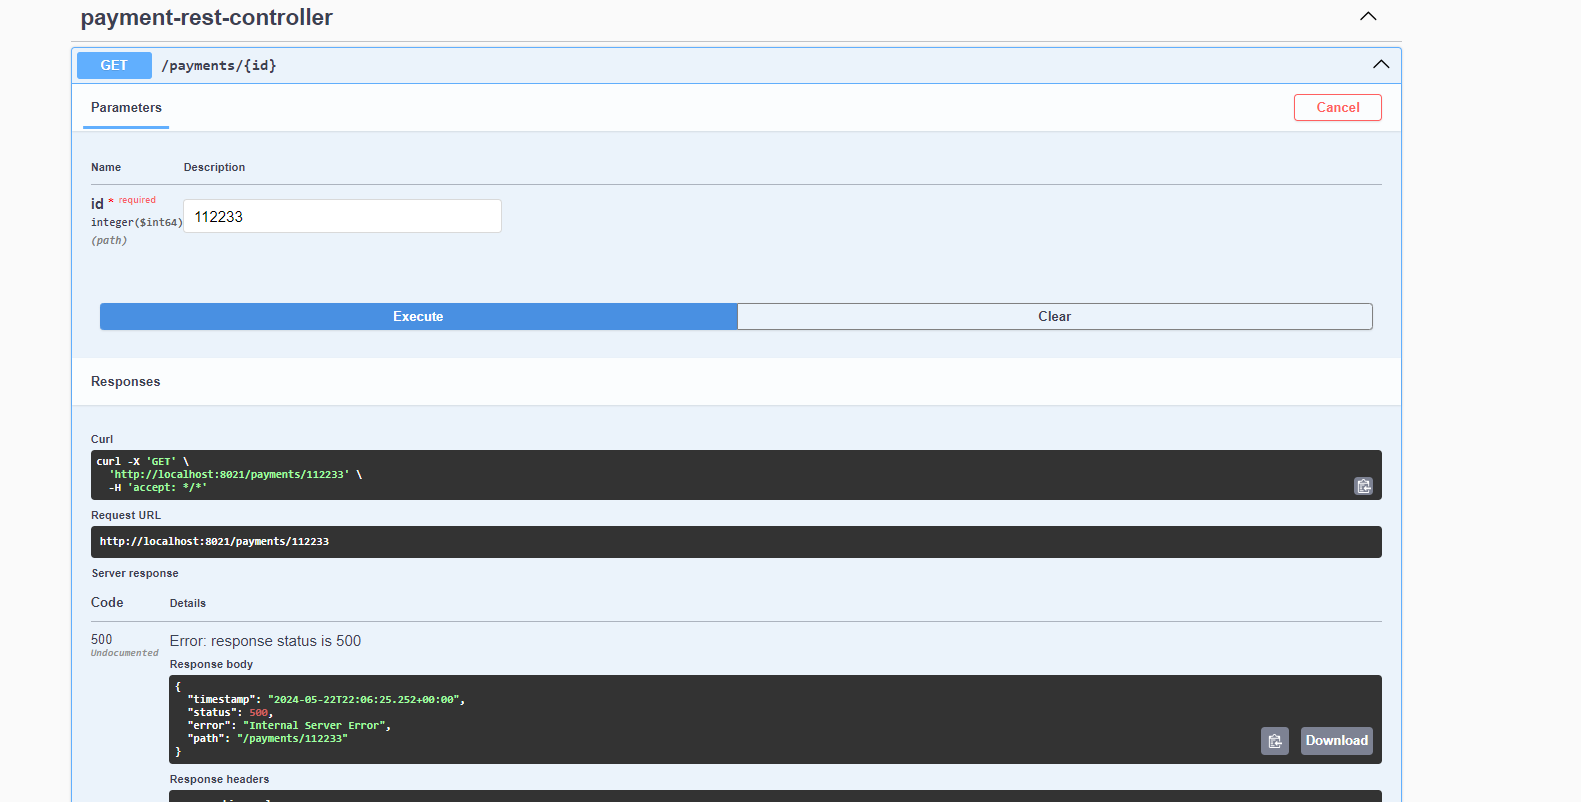 payment-rest-controller
GET /payments/{id}
Parameters
Cancel
Name Description
id * required
integer($int64)
(path)
112233
Execute Clear
Responses
Curl
curl -X 'GET' \
'http://localhost:8021/payments/112233' \
-H 'accept: */*'
Request URL
http://localhost:8021/payments/112233
Server response
Code Details
500
Undocumented
Error: response status is 500
Response body
{
"timestamp": "2024-05-22T22:06:25.252+00:00",
"status": 500,
"error": "Internal Server Error",
"path": "/payments/112233"
}
Download
Response headers